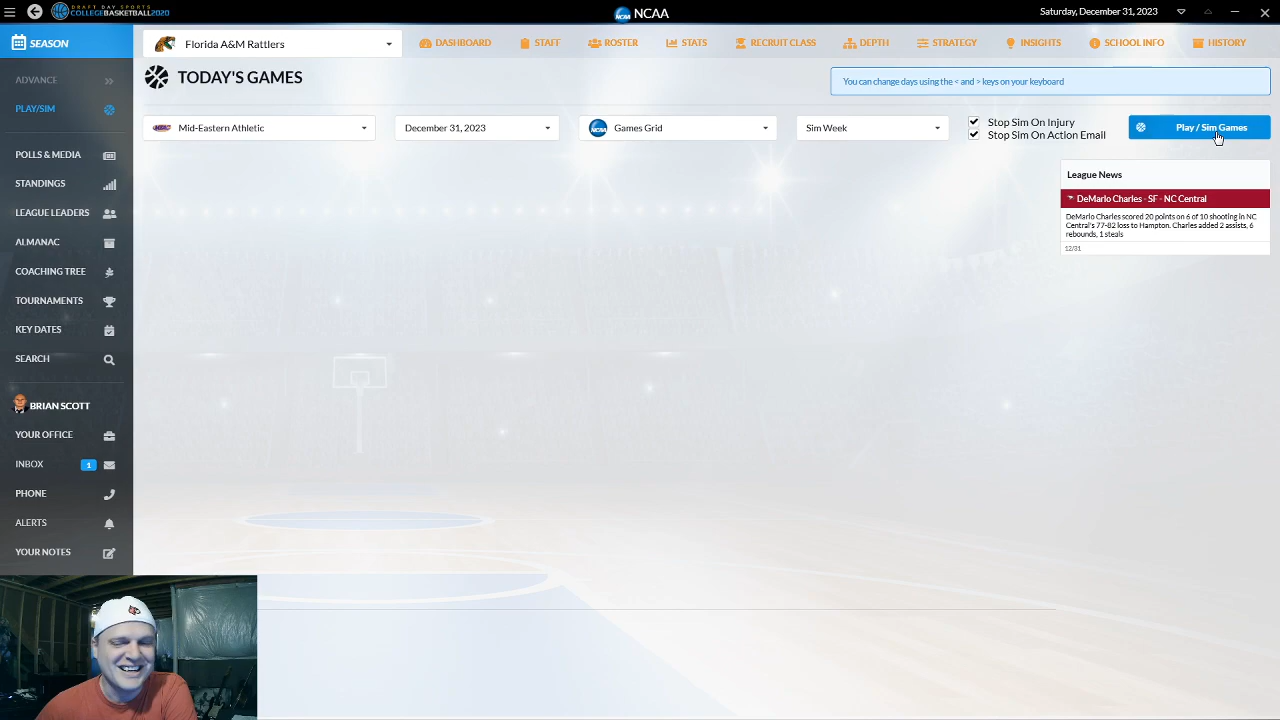 DRAFT DAY SPORTS
COLLEGE BASKETBALL 2020
NCAA
Saturday, December 31, 2023
SEASON
Florida A&M Rattlers
DASHBOARD
STAFF
ROSTER
STATS
RECRUIT CLASS
DEPTH
STRATEGY
INSIGHTS
SCHOOL INFO
HISTORY
ADVANCE
PLAY/SIM
POLLS & MEDIA
STANDINGS
LEAGUE LEADERS
ALMANAC
COACHING TREE
TOURNAMENTS
KEY DATES
SEARCH
BRIAN SCOTT
YOUR OFFICE
INBOX 1
PHONE
ALERTS
YOUR NOTES
TODAY'S GAMES
You can change days using the < and > keys on your keyboard
Mid-Eastern Athletic
December 31, 2023
Games Grid
Sim Week
Stop Sim On Injury
Stop Sim On Action Email
Play / Sim Games
League News
DeMarlo Charles - SF - NC Central
DeMarlo Charles scored 20 points on 6 of 10 shooting in NC
Central's 77-82 loss to Hampton. Charles added 2 assists, 6
rebounds, 1 steals
12/31